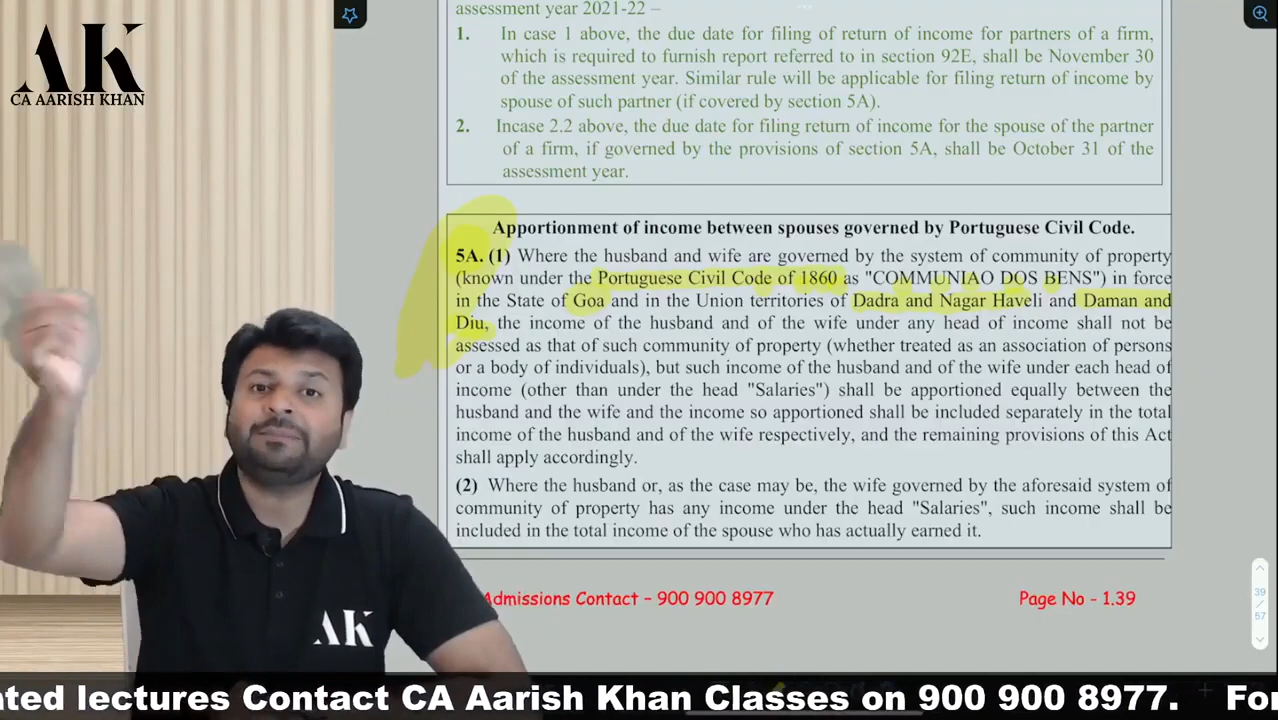 AK
CA AARISH KHAN
assessment year 2021-22 –
1. In case 1 above, the due date for filing of return of income for partners of a firm,
which is required to furnish report referred to in section 92E, shall be November 30
of the assessment year. Similar rule will be applicable for filing return of income by
spouse of such partner (if covered by section 5A).
2. Incase 2.2 above, the due date for filing return of income for the spouse of the partner
of a firm, if governed by the provisions of section 5A, shall be October 31 of the
assessment year.
Apportionment of income between spouses governed by Portuguese Civil Code.
5A. (1) Where the husband and wife are governed by the system of community of property
(known under the Portuguese Civil Code of 1860 as "COMMUNIAO DOS BENS") in force
in the State of Goa and in the Union territories of Dadra and Nagar Haveli and Daman and
Diu, the income of the husband and of the wife under any head of income shall not be
assessed as that of such community of property (whether treated as an association of persons
or a body of individuals), but such income of the husband and of the wife under each head of
income (other than under the head "Salaries") shall be apportioned equally between the
husband and the wife and the income so apportioned shall be included separately in the total
income of the husband and of the wife respectively, and the remaining provisions of this Act
shall apply accordingly.
(2) Where the husband or, as the case may be, the wife governed by the aforesaid system of
community of property has any income under the head "Salaries", such income shall be
included in the total income of the spouse who has actually earned it.
Admissions Contact – 900 900 8977 Page No - 1.39
39
/
57
AK
nted lectures Contact CA Aarish Khan Classes on 900 900 8977. For